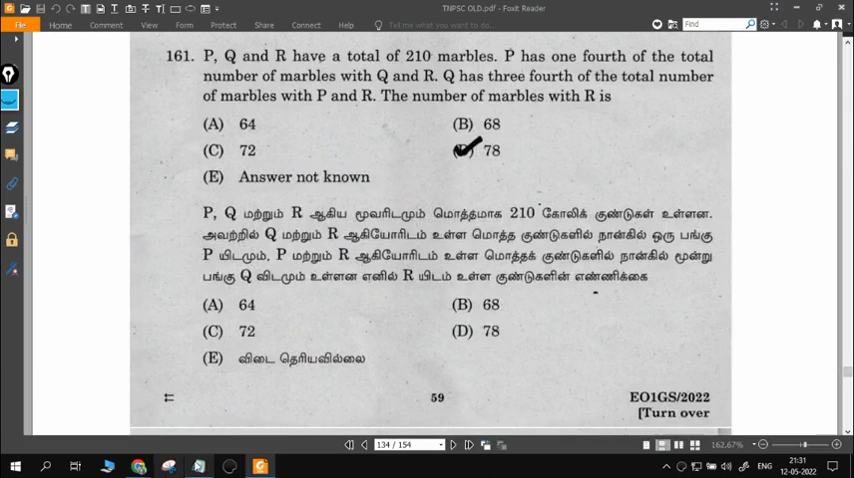 TNPSC OLD.pdf - Foxit Reader
File Home Comment View Form Protect Share Connect Help Tell me what you want to do... Find
161. P, Q and R have a total of 210 marbles. P has one fourth of the total
number of marbles with Q and R. Q has three fourth of the total number
of marbles with P and R. The number of marbles with R is
(A) 64 (B) 68
(C) 72 (D) 78
(E) Answer not known
P, Q மற்றும் R ஆகிய மூவரிடமும் மொத்தமாக 210 கோலிக் குண்டுகள் உள்ளன.
அவற்றில் Q மற்றும் R ஆகியோரிடம் உள்ள மொத்த குண்டுகளில் நான்கில் ஒரு பங்கு
P யிடமும், P மற்றும் R ஆகியோரிடம் உள்ள மொத்தக் குண்டுகளில் நான்கில் மூன்று
பங்கு Q விடமும் உள்ளன எனில் R யிடம் உள்ள குண்டுகளின் எண்ணிக்கை
(A) 64 (B) 68
(C) 72 (D) 78
(E) விடை தெரியவில்லை
59 EO1GS/2022
[Turn over
134 / 154 162.67%
ENG 21:31
12-05-2022